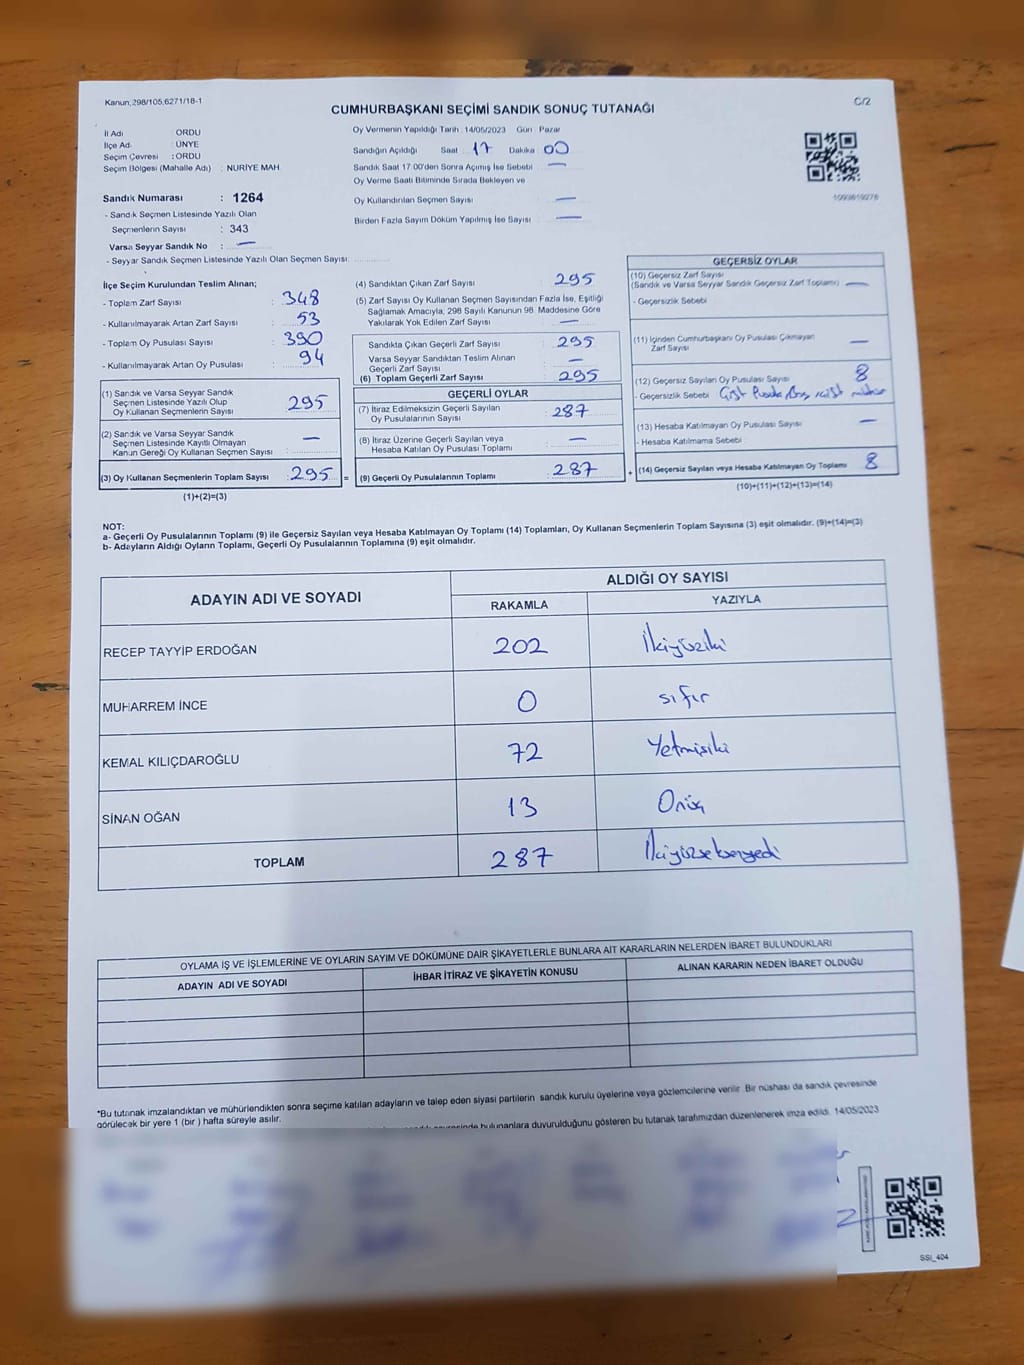 Kanun, 298/105,6271/18-1
C/2
CUMHURBAŞKANI SEÇİMİ SANDIK SONUÇ TUTANAĞI
İl Adı : ORDU
İlçe Adı : ÜNYE
Seçim Çevresi : ORDU
Seçim Bölgesi (Mahalle Adı) : NURİYE MAH
Oy Vermenin Yapıldığı Tarih : 14/05/2023 Gün Pazar
Sandığın Açıldığı Saat 17 Dakika 00
Sandık Saat 17.00'den Sonra Açılmış İse Sebebi —
Oy Verme Saati Bitiminde Sırada Bekleyen ve
Oy Kullandırılan Seçmen Sayısı —
Birden Fazla Sayım Döküm Yapılmış İse Sayısı —
Sandık Numarası : 1264
- Sandık Seçmen Listesinde Yazılı Olan
Seçmenlerin Sayısı : 343
Varsa Seyyar Sandık No : —
- Seyyar Sandık Seçmen Listesinde Yazılı Olan Seçmen Sayısı:
İlçe Seçim Kurulundan Teslim Alınan;
- Toplam Zarf Sayısı : 348
- Kullanılmayarak Artan Zarf Sayısı : 53
- Toplam Oy Pusulası Sayısı : 390
- Kullanılmayarak Artan Oy Pusulası : 94
(1) Sandık ve Varsa Seyyar Sandık
Seçmen Listesinde Yazılı Olup
Oy Kullanan Seçmenlerin Sayısı : 295
(2) Sandık ve Varsa Seyyar Sandık
Seçmen Listesinde Kayıtlı Olmayan
Kanun Gereği Oy Kullanan Seçmen Sayısı : —
(3) Oy Kullanan Seçmenlerin Toplam Sayısı : 295
(1)+(2)=(3)
(4) Sandıktan Çıkan Zarf Sayısı : 295
(5) Zarf Sayısı Oy Kullanan Seçmen Sayısından Fazla İse, Eşitliği
Sağlamak Amacıyla, 298 Sayılı Kanunun 98. Maddesine Göre
Yakılarak Yok Edilen Zarf Sayısı : —
Sandıkta Çıkan Geçerli Zarf Sayısı : 295
Varsa Seyyar Sandıktan Teslim Alınan
Geçerli Zarf Sayısı : —
(6) Toplam Geçerli Zarf Sayısı : 295
GEÇERLİ OYLAR
(7) İtiraz Edilmeksizin Geçerli Sayılan
Oy Pusulalarının Sayısı : 287
(8) İtiraz Üzerine Geçerli Sayılan veya
Hesaba Katılan Oy Pusulası Toplamı : —
= (9) Geçerli Oy Pusulalarının Toplamı : 287
GEÇERSİZ OYLAR
(10) Geçersiz Zarf Sayısı
(Sandık ve Varsa Seyyar Sandık Geçersiz Zarf Toplamı) : —
- Geçersizlik Sebebi
(11) İçinden Cumhurbaşkanı Oy Pusulası Çıkmayan
Zarf Sayısı : —
(12) Geçersiz Sayılan Oy Pusulası Sayısı : 8
- Geçersizlik Sebebi Çift Pusula, Boş
(13) Hesaba Katılmayan Oy Pusulası Sayısı : —
- Hesaba Katılmama Sebebi
+ (14) Geçersiz Sayılan veya Hesaba Katılmayan Oy Toplamı : 8
(10)+(11)+(12)+(13)=(14)
NOT:
a- Geçerli Oy Pusulalarının Toplamı (9) ile Geçersiz Sayılan veya Hesaba Katılmayan Oy Toplamı (14) Toplamları, Oy Kullanan Seçmenlerin Toplam Sayısına (3) eşit olmalıdır. (9)+(14)=(3)
b- Adayların Aldığı Oyların Toplamı, Geçerli Oy Pusulalarının Toplamına (9) eşit olmalıdır.
ADAYIN ADI VE SOYADI
ALDIĞI OY SAYISI
RAKAMLA YAZIYLA
RECEP TAYYİP ERDOĞAN 202 İkiyüziki
MUHARREM İNCE 0 sıfır
KEMAL KILIÇDAROĞLU 72 Yetmişiki
SİNAN OĞAN 13 Onüç
TOPLAM 287 İkiyüzseksenyedi
OYLAMA İŞ VE İŞLEMLERİNE VE OYLARIN SAYIM VE DÖKÜMÜNE DAİR ŞİKAYETLERLE BUNLARA AİT KARARLARIN NELERDEN İBARET BULUNDUKLARI
ADAYIN ADI VE SOYADI İHBAR İTİRAZ VE ŞİKAYETİN KONUSU ALINAN KARARIN NEDEN İBARET OLDUĞU
*Bu tutanak imzalandıktan ve mühürlendikten sonra seçime katılan adayların ve talep eden siyasi partilerin sandık kurulu üyelerine veya gözlemcilerine verilir. Bir nüshası da sandık çevresinde
görülecek bir yere 1 (bir ) hafta süreyle asılır.
bulunanlara duyurulduğunu gösteren bu tutanak tarafımızdan düzenlenerek imza edildi. 14/05/2023
SSİ_404